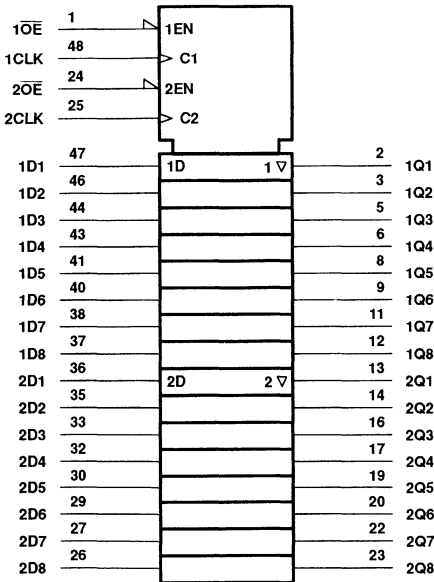 1OE 1 1EN
1CLK 48 C1
2OE 24 2EN
2CLK 25 C2
1D1 47 1D 1 ▽ 2 1Q1
1D2 46 3 1Q2
1D3 44 5 1Q3
1D4 43 6 1Q4
1D5 41 8 1Q5
1D6 40 9 1Q6
1D7 38 11 1Q7
1D8 37 12 1Q8
2D1 36 2D 2 ▽ 13 2Q1
2D2 35 14 2Q2
2D3 33 16 2Q3
2D4 32 17 2Q4
2D5 30 19 2Q5
2D6 29 20 2Q6
2D7 27 22 2Q7
2D8 26 23 2Q8